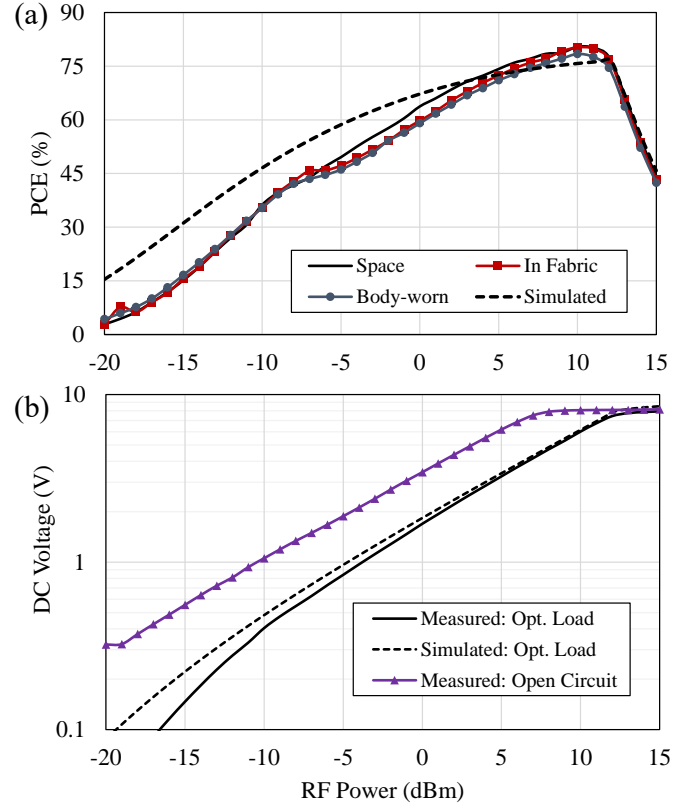 (a)
90
75
60
45
30
15
0
PCE (%)
Space
In Fabric
Body-worn
Simulated
-20 -15 -10 -5 0 5 10 15
(b)
10
1
0.1
DC Voltage (V)
Measured: Opt. Load
Simulated: Opt. Load
Measured: Open Circuit
-20 -15 -10 -5 0 5 10 15
RF Power (dBm)